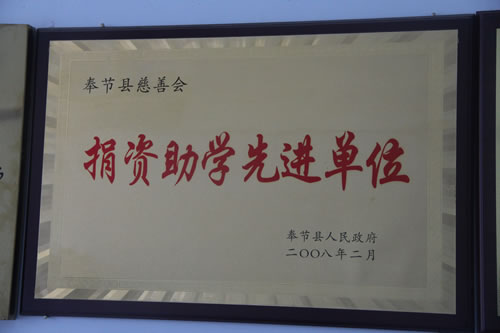 奉节县慈善会
捐资助学先进单位
奉节县人民政府
二〇〇八年二月